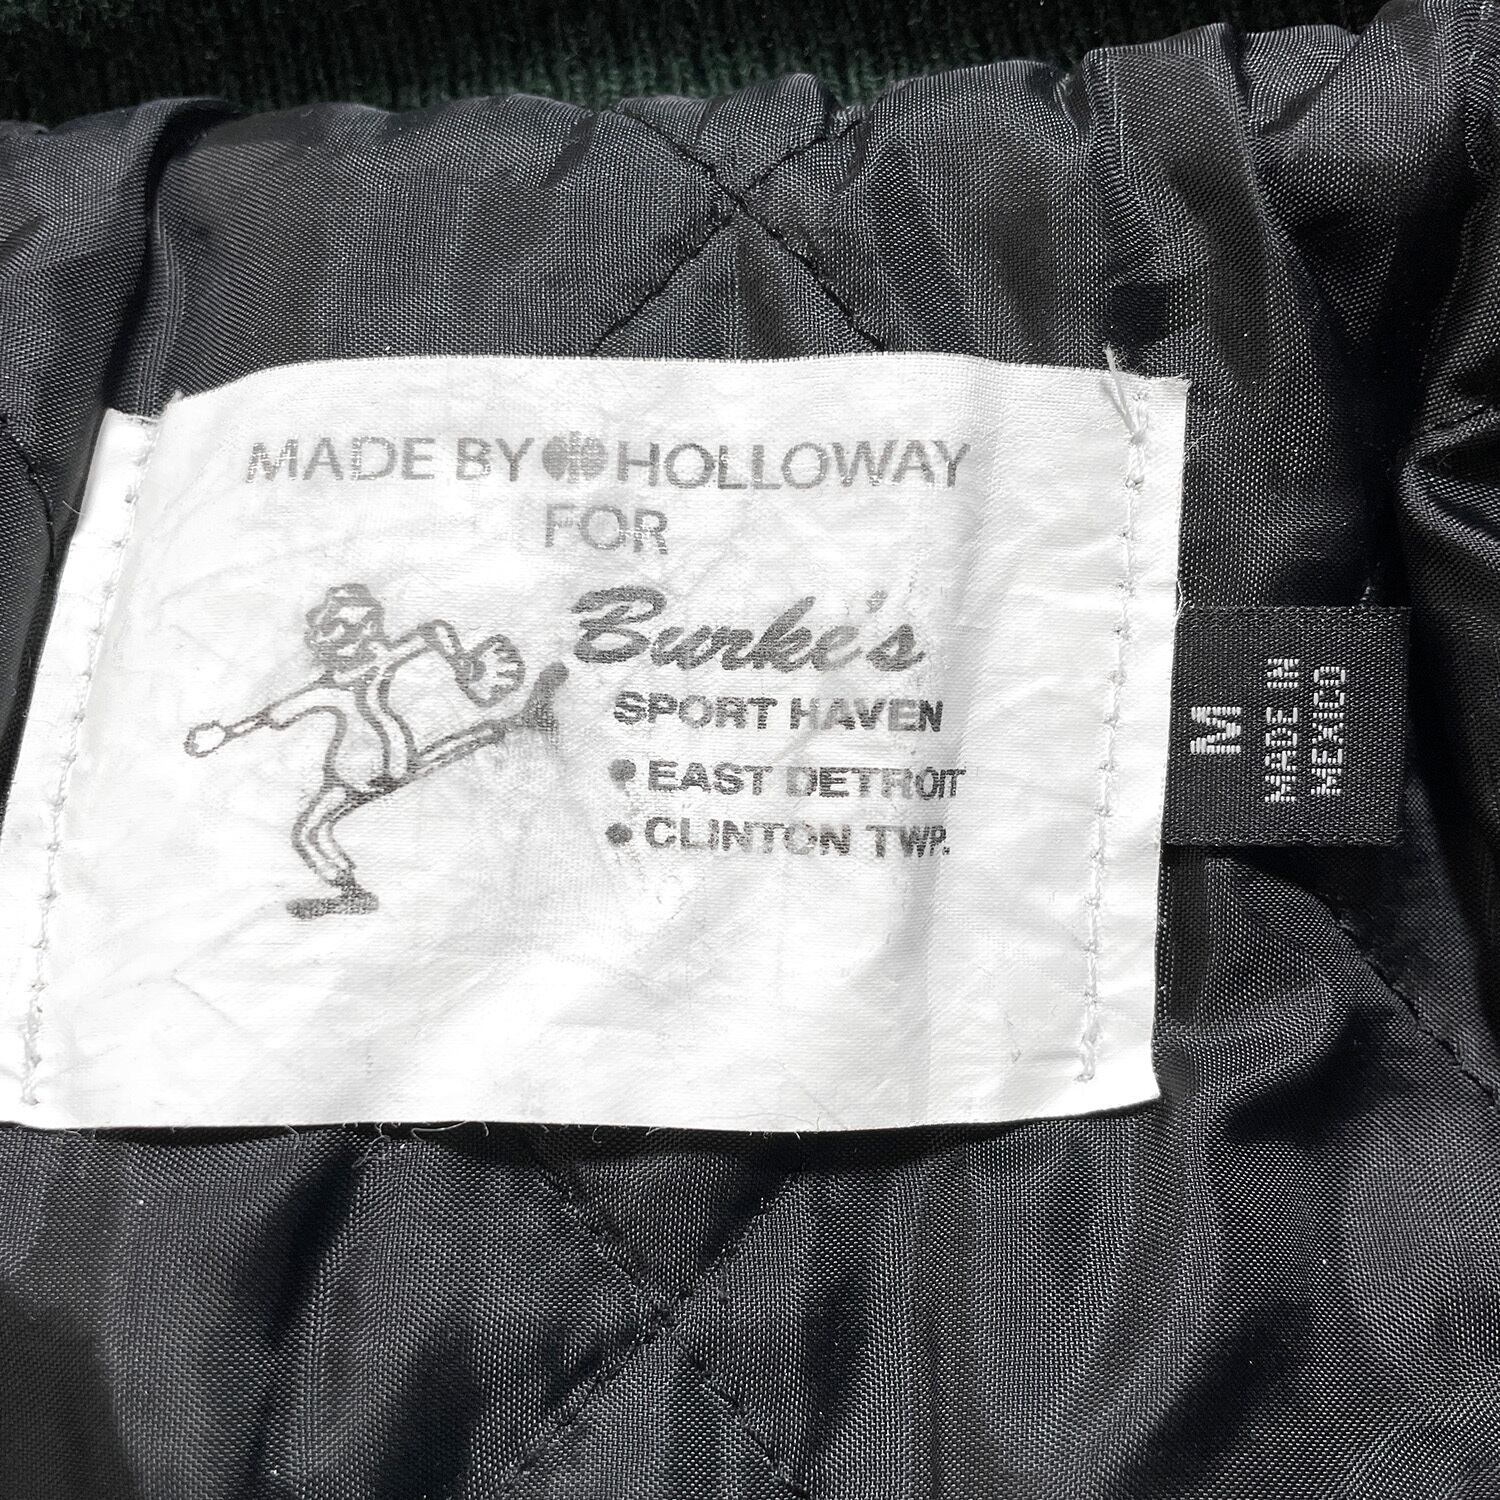 MADE BY HOLLOWAY
FOR
Burke's
SPORT HAVEN
• EAST DETROIT
• CLINTON TWP.
M
MADE IN
MEXICO